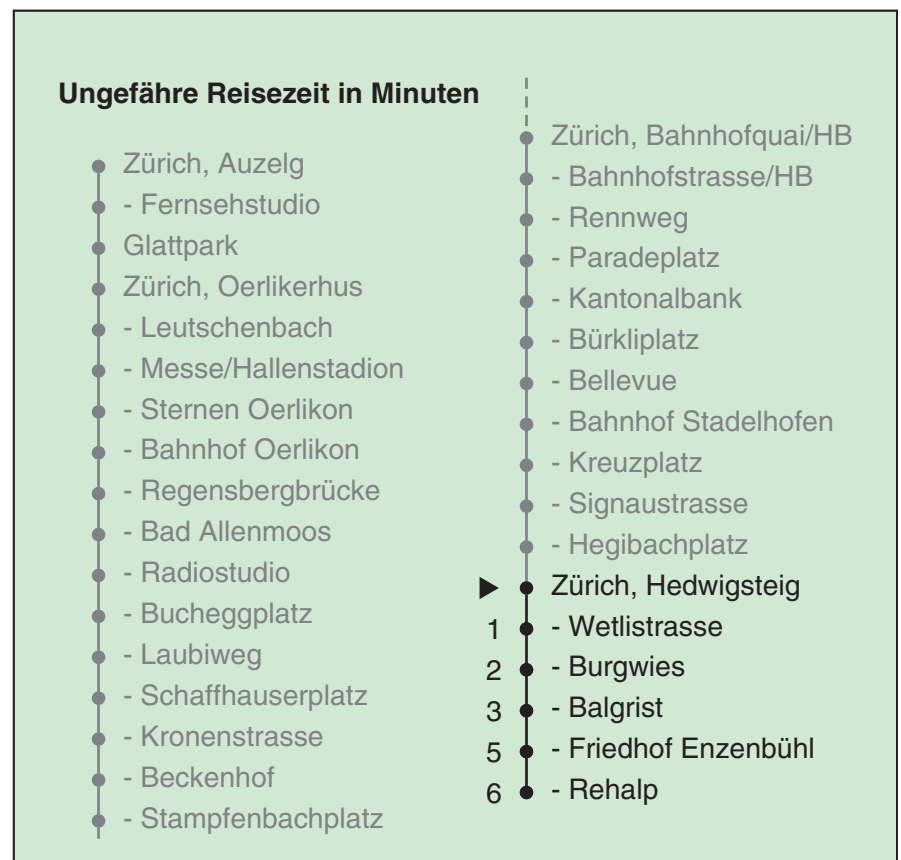 Ungefähre Reisezeit in Minuten
Zürich, Auzelg
- Fernsehstudio
Glattpark
Zürich, Oerlikerhus
- Leutschenbach
- Messe/Hallenstadion
- Sternen Oerlikon
- Bahnhof Oerlikon
- Regensbergbrücke
- Bad Allenmoos
- Radiostudio
- Bucheggplatz
- Laubiweg
- Schaffhauserplatz
- Kronenstrasse
- Beckenhof
- Stampfenbachplatz
Zürich, Bahnhofquai/HB
- Bahnhofstrasse/HB
- Rennweg
- Paradeplatz
- Kantonalbank
- Bürkliplatz
- Bellevue
- Bahnhof Stadelhofen
- Kreuzplatz
- Signaustrasse
- Hegibachplatz
Zürich, Hedwigsteig
1 - Wetlistrasse
2 - Burgwies
3 - Balgrist
5 - Friedhof Enzenbühl
6 - Rehalp